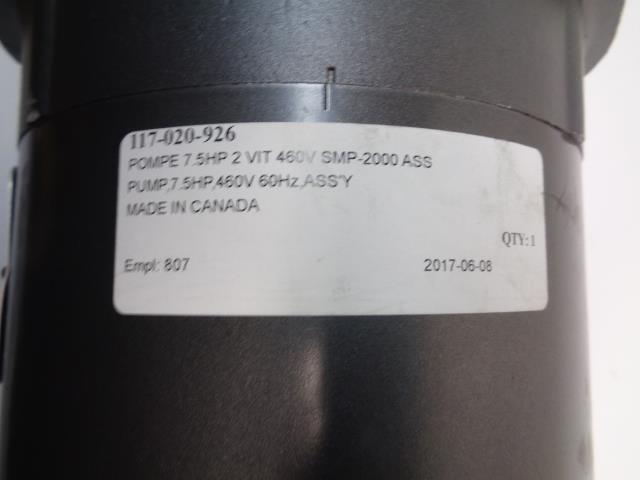 117-020-926
POMPE 7.5HP 2 VIT 460V SMP-2000 ASS
PUMP,7.5HP,460V 60Hz,ASS'Y
MADE IN CANADA
QTY: 1
Empl: 807 2017-06-08